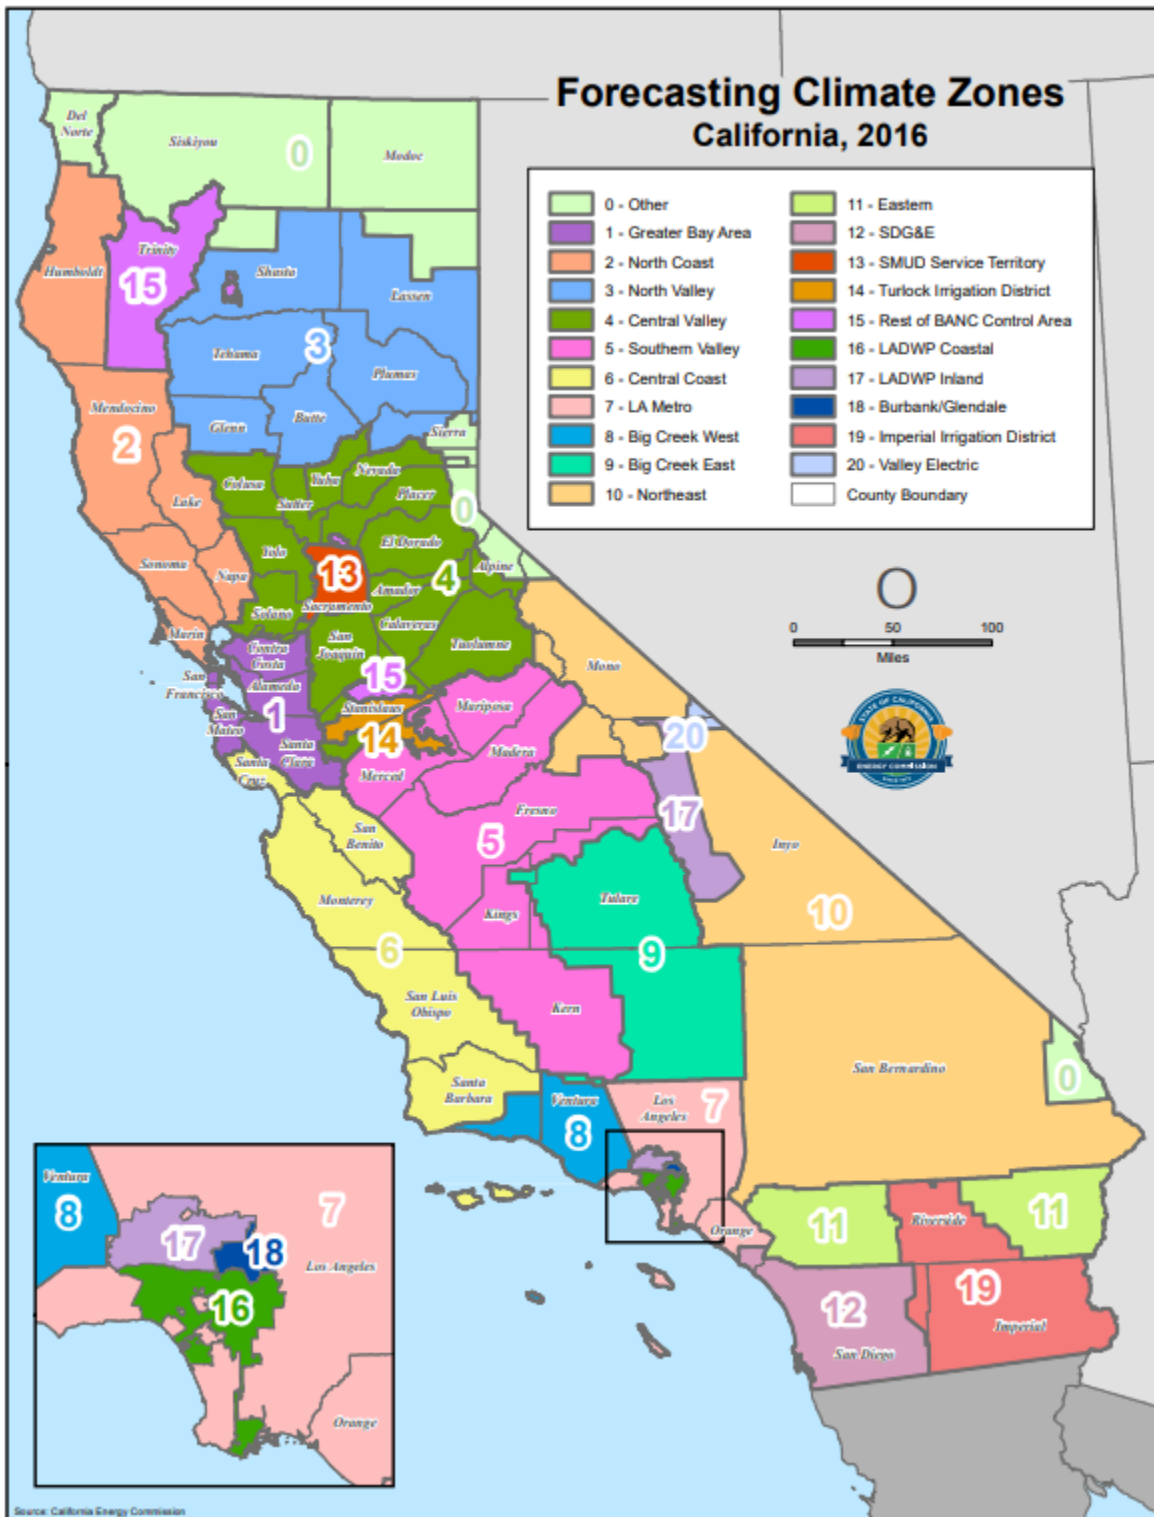 Forecasting Climate Zones
California, 2016
0 - Other
1 - Greater Bay Area
2 - North Coast
3 - North Valley
4 - Central Valley
5 - Southern Valley
6 - Central Coast
7 - LA Metro
8 - Big Creek West
9 - Big Creek East
10 - Northeast
11 - Eastern
12 - SDG&E
13 - SMUD Service Territory
14 - Turlock Irrigation District
15 - Rest of BANC Control Area
16 - LADWP Coastal
17 - LADWP Inland
18 - Burbank/Glendale
19 - Imperial Irrigation District
20 - Valley Electric
County Boundary
Del
Norte
Siskiyou
0
Modoc
Humboldt
Trinity
15
Shasta
Lassen
Tehama
3
Plumas
Mendocino
2
Glenn
Butte
Sierra
Lake
Colusa
Sutter
Yuba
Nevada
Placer
0
Sonoma
Napa
Yolo
El Dorado
Alpine
13
4
Solano
Sacramento
Amador
Calaveras
Marin
Contra
Costa
San
Joaquin
Tuolumne
Mono
O
0 50 100
Miles
San
Francisco
Alameda
15
Stanislaus
Mariposa
San
Mateo
1
Santa
Clara
14
Madera
20
STATE OF CALIFORNIA
ENERGY COMMISSION
Santa
Cruz
Merced
Fresno
17
San
Benito
5
Inyo
Monterey
Kings
Tulare
10
6
9
San Luis
Obispo
Kern
San Bernardino
0
Santa
Barbara
Ventura
8
Los
Angeles
7
Orange
11
Riverside
11
12
19
San Diego
Imperial
Ventura
8
7
17
18
Los Angeles
16
Orange
Source: California Energy Commission